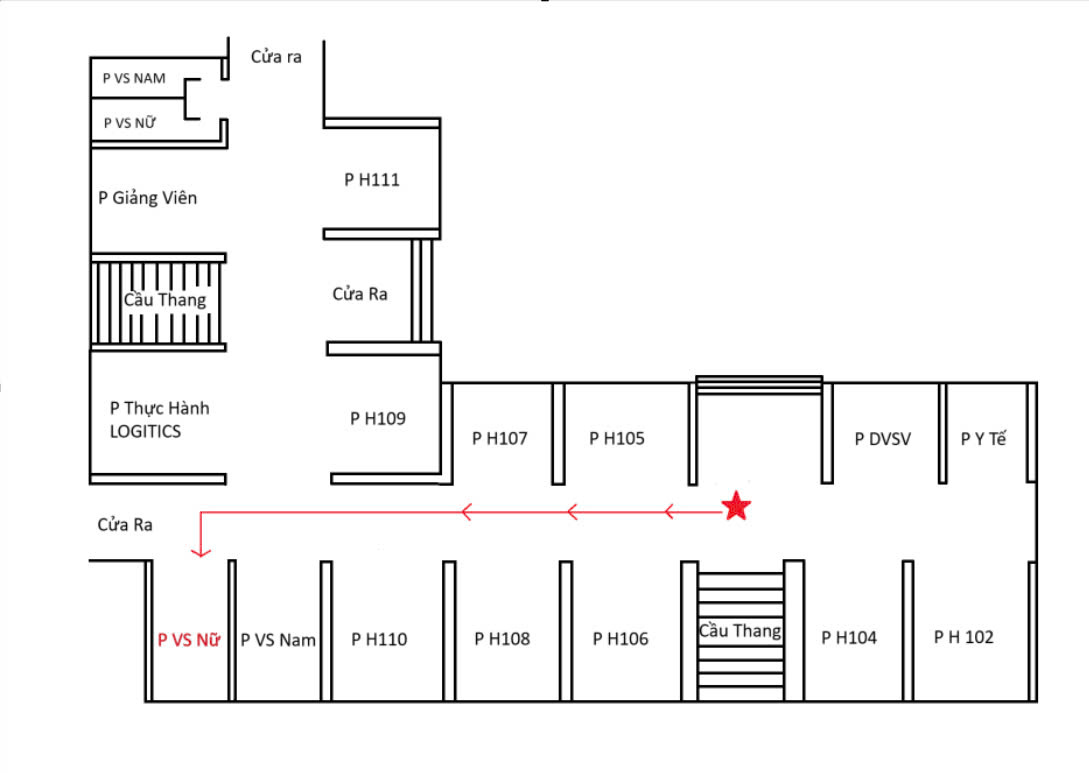 Cửa ra
P VS NAM
P VS NỮ
P H111
P Giảng Viên
Cửa Ra
Cầu Thang
P Thực Hành
LOGITICS
P H109
P H107
P H105
P DVSV
P Y Tế
Cửa Ra
P VS Nữ
P VS Nam
P H110
P H108
P H106
Cầu Thang
P H104
P H 102